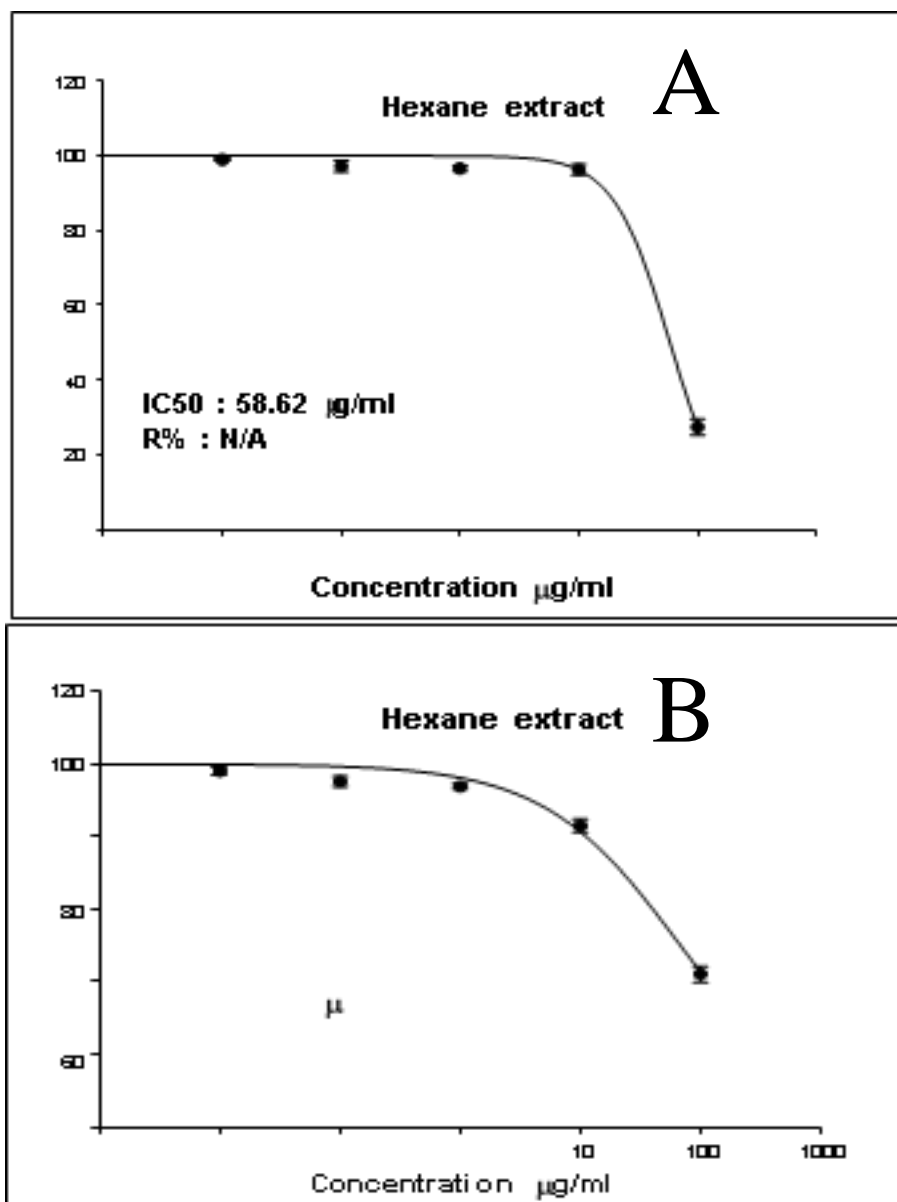 A
Hexane extract
120
100
80
60
40
20
IC50 : 58.62 μg/ml
R% : N/A
Concentration μg/ml
B
Hexane extract
120
100
80
60
μ
10 100 1000
Concentration μg/ml